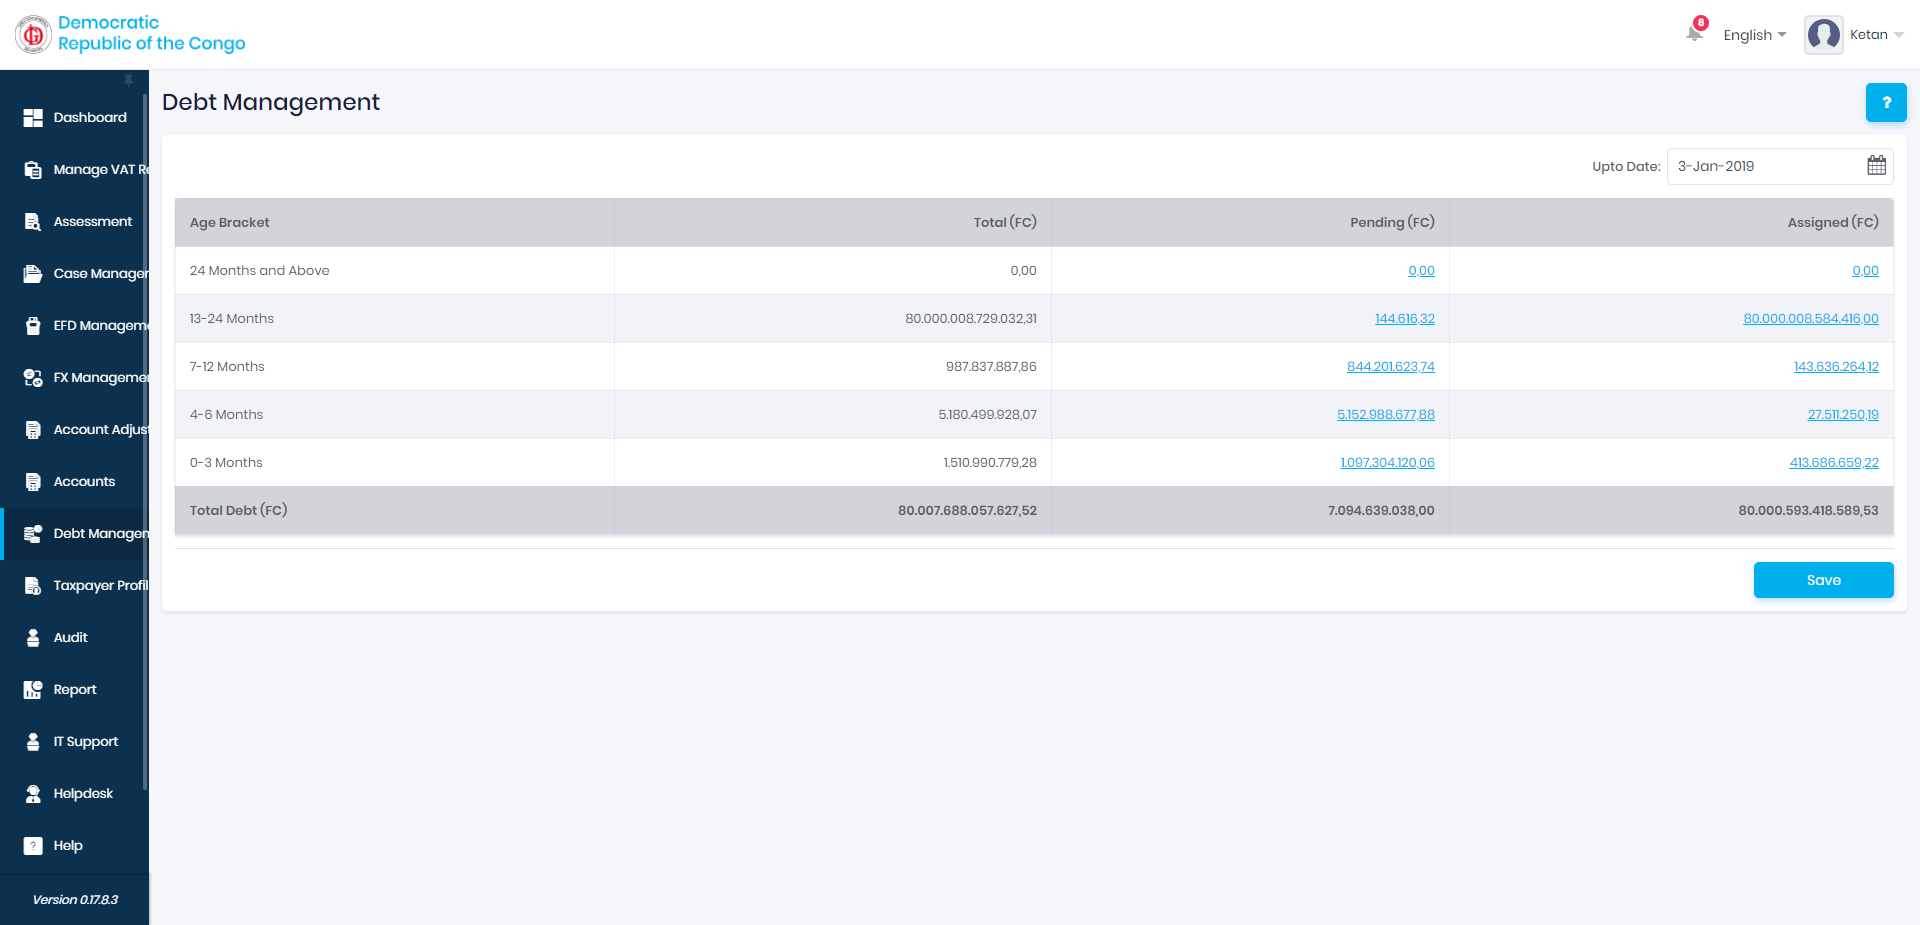 Democratic
Republic of the Congo
8
English
Ketan
Debt Management
?
Dashboard
Manage VAT Re
Assessment
Case Manager
EFD Manageme
FX Managemer
Account Adjust
Accounts
Debt Managem
Taxpayer Profil
Audit
Report
IT Support
Helpdesk
? Help
Version 0.17.8.3
Upto Date: 3-Jan-2019
Age Bracket Total (FC) Pending (FC) Assigned (FC)
24 Months and Above 0,00 0,00 0,00
13-24 Months 80.000.008.729.032,31 144.616,32 80.000.008.584.416,00
7-12 Months 987.837.887,86 844.201.623,74 143.636.264,12
4-6 Months 5.180.499.928,07 5.152.988.677,88 27.511.250,19
0-3 Months 1.510.990.779,28 1.097.304.120,06 413.686.659,22
Total Debt (FC) 80.007.688.057.627,52 7.094.639.038,00 80.000.593.418.589,53
Save